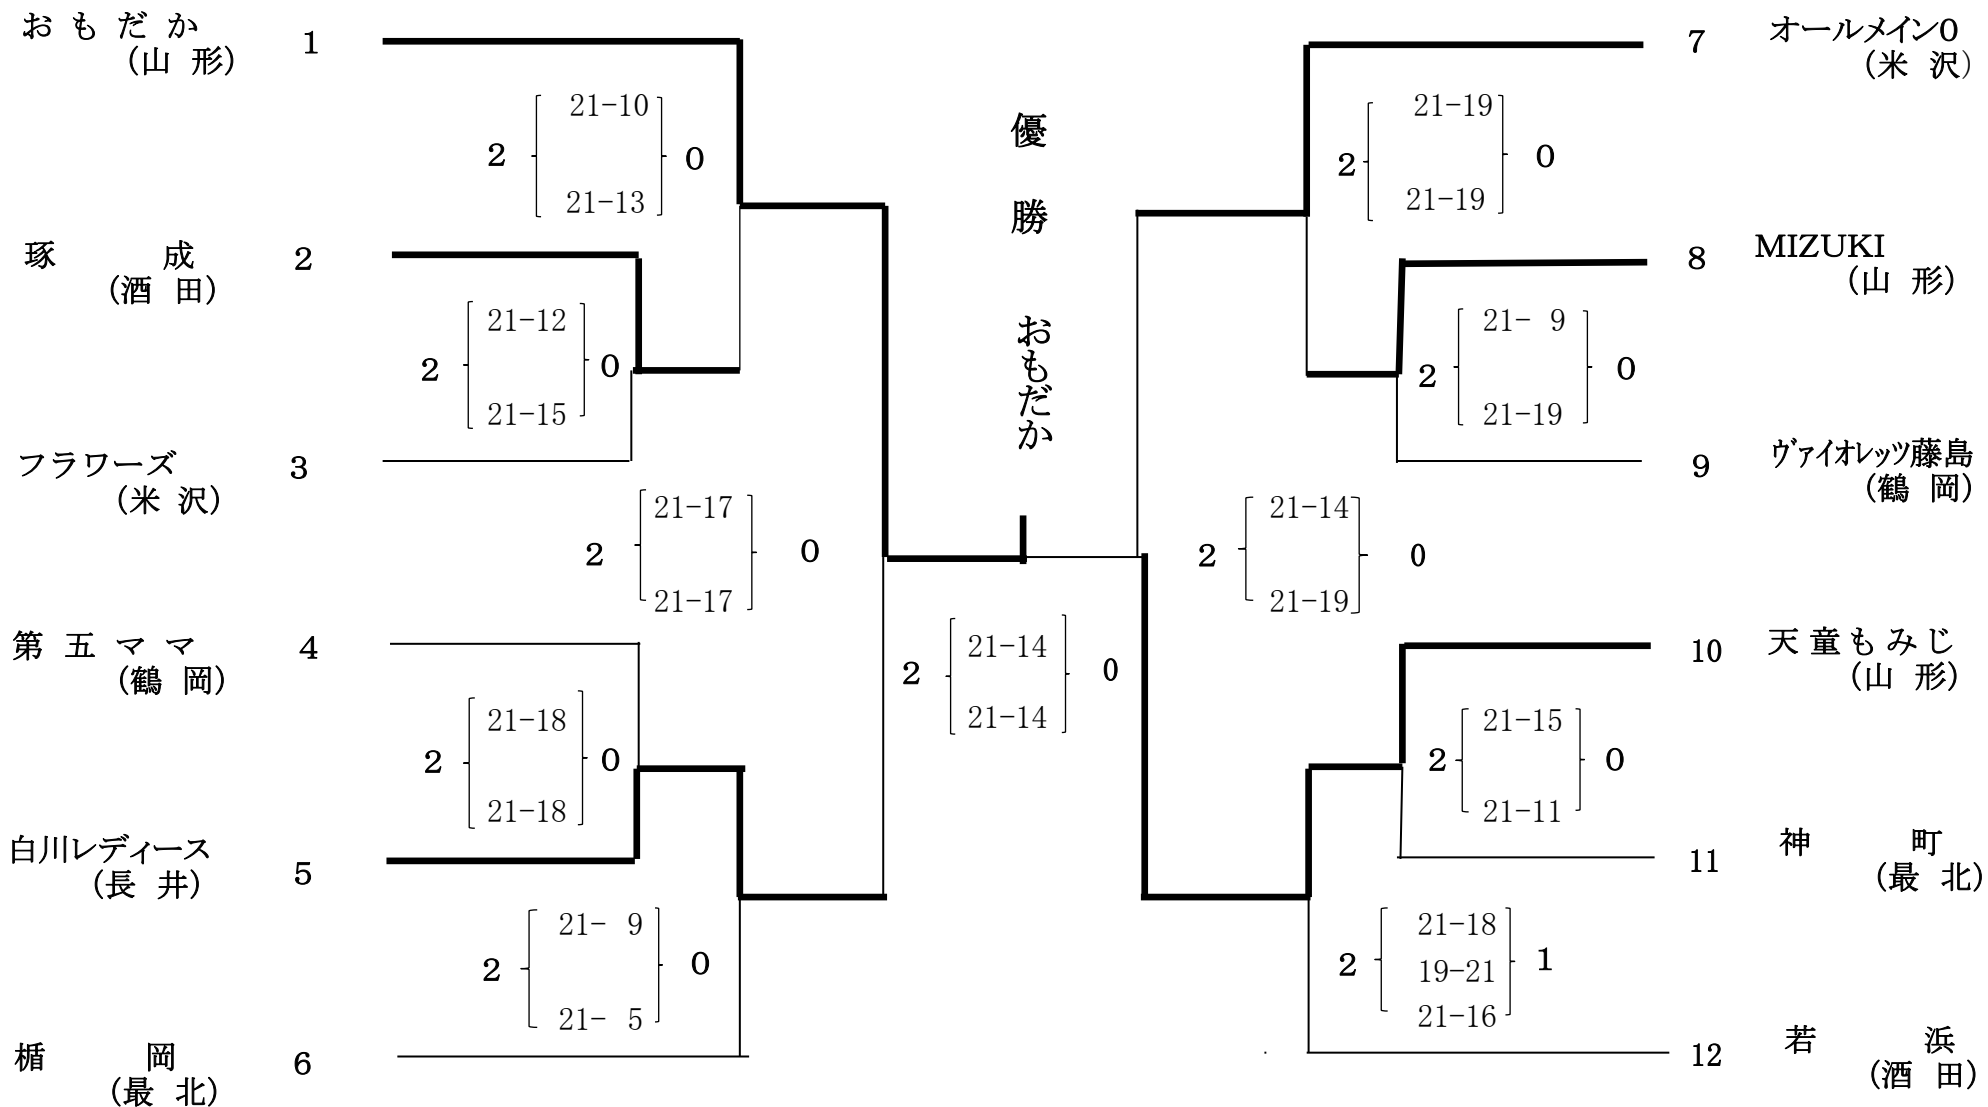 おもだか
(山 形)
1
2
21-10
21-13
0
琢 成
(酒 田)
2
2
21-12
21-15
0
フラワーズ
(米 沢)
3
2
21-17
21-17
0
第五ママ
(鶴 岡)
4
2
21-18
21-18
0
白川レディース
(長 井)
5
2
21- 9
21- 5
0
楯 岡
(最 北)
6
優勝 おもだか
2
21-14
21-14
0
7
オールメイン0
(米 沢)
2
21-19
21-19
0
8
MIZUKI
(山 形)
2
21- 9
21-19
0
9
ヴァイオレッツ藤島
(鶴 岡)
2
21-14
21-19
0
10
天童もみじ
(山 形)
2
21-15
21-11
0
11
神 町
(最 北)
2
21-18
19-21
21-16
1
12
若 浜
(酒 田)